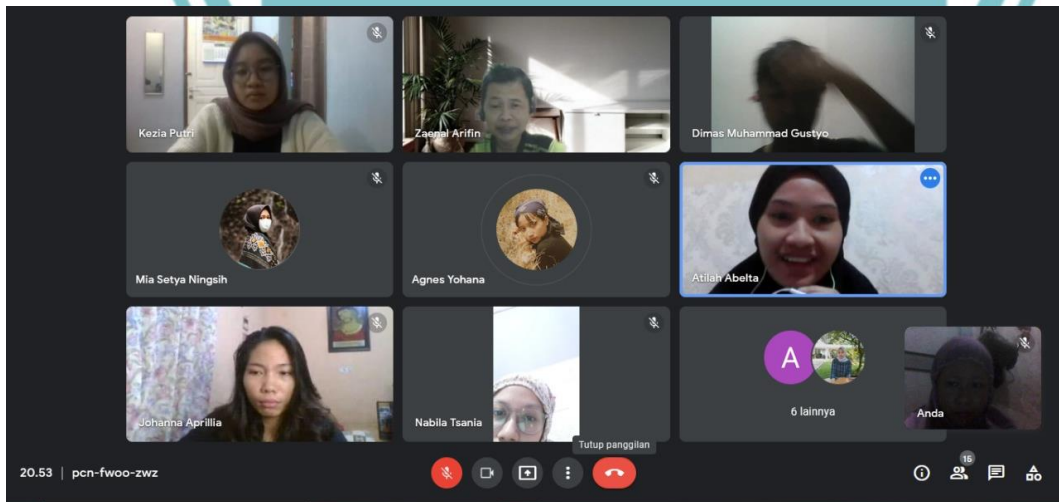 Kezia Putri
Zaenal Arifin
Dimas Muhammad Gustyo
Mia Setya Ningsih
Agnes Yohana
Atilah Abelta
Johanna Aprillia
Nabila Tsania
A
6 lainnya
Anda
Tutup panggilan
20.53 | pcn-fwoo-zwz
15